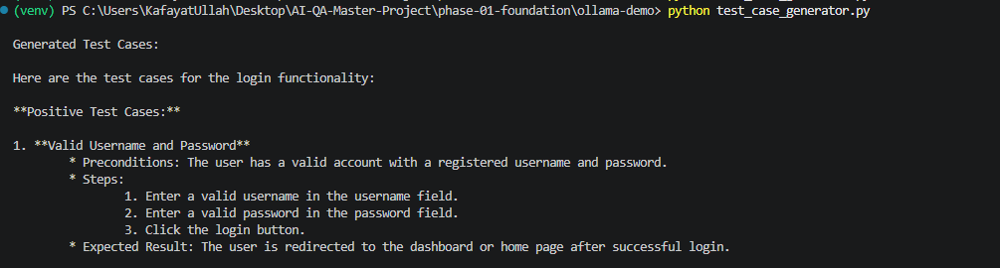 (venv) PS C:\Users\KafayatUllah\Desktop\AI-QA-Master-Project\phase-01-foundation\ollama-demo> python test_case_generator.py
Generated Test Cases:
Here are the test cases for the login functionality:
**Positive Test Cases:**
1. **Valid Username and Password**
* Preconditions: The user has a valid account with a registered username and password.
* Steps:
1. Enter a valid username in the username field.
2. Enter a valid password in the password field.
3. Click the login button.
* Expected Result: The user is redirected to the dashboard or home page after successful login.